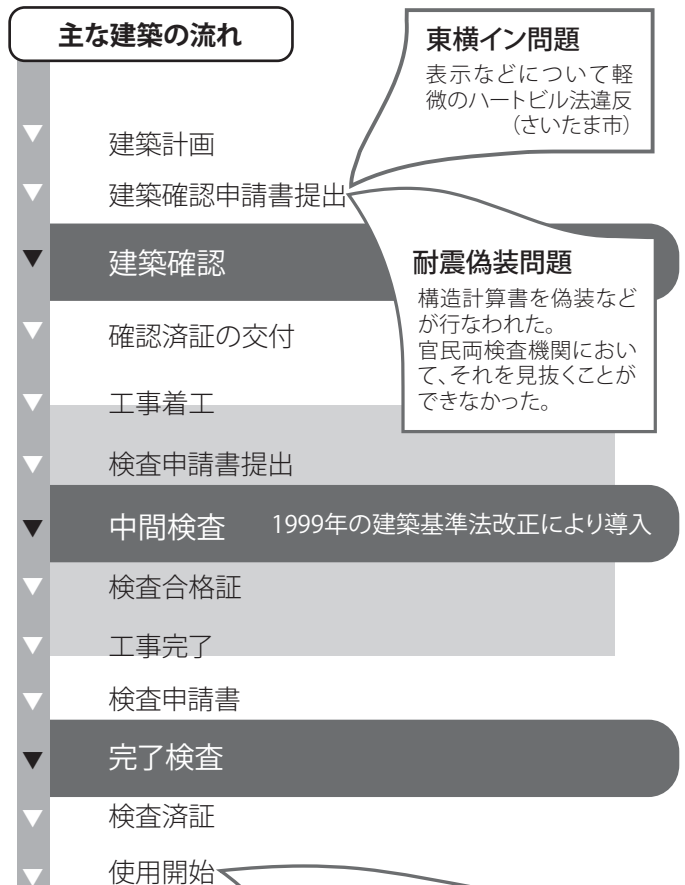 主な建築の流れ
東横イン問題
表示などについて軽
微のハートビル法違反
(さいたま市)
建築計画
建築確認申請書提出
建築確認
耐震偽装問題
構造計算書を偽装など
が行なわれた。
官民両検査機関におい
て、それを見抜くことが
できなかった。
確認済証の交付
工事着工
検査申請書提出
中間検査 1999年の建築基準法改正により導入
検査合格証
工事完了
検査申請書
完了検査
検査済証
使用開始